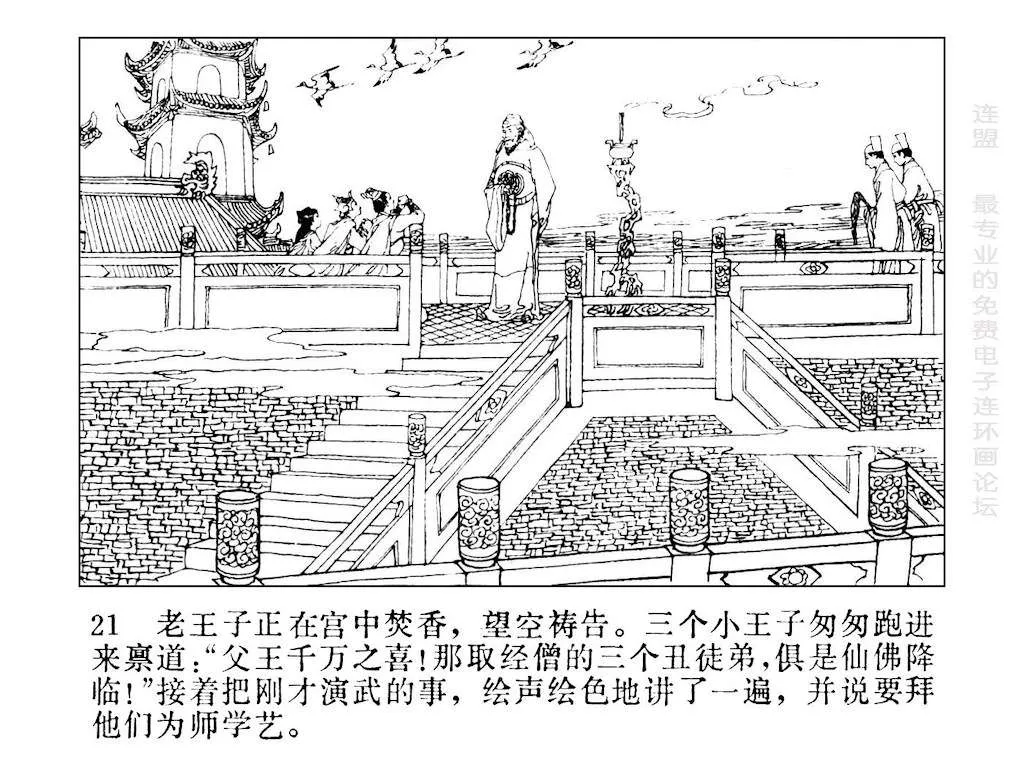 21 老王子正在宫中焚香，望空祷告。三个小王子匆匆跑进
来禀道：“父王千万之喜！那取经僧的三个丑徒弟，俱是仙佛降
临！”接着把刚才演武的事，绘声绘色地讲了一遍，并说要拜
他们为师学艺。
连盟 最专业的免费电子连环画论坛